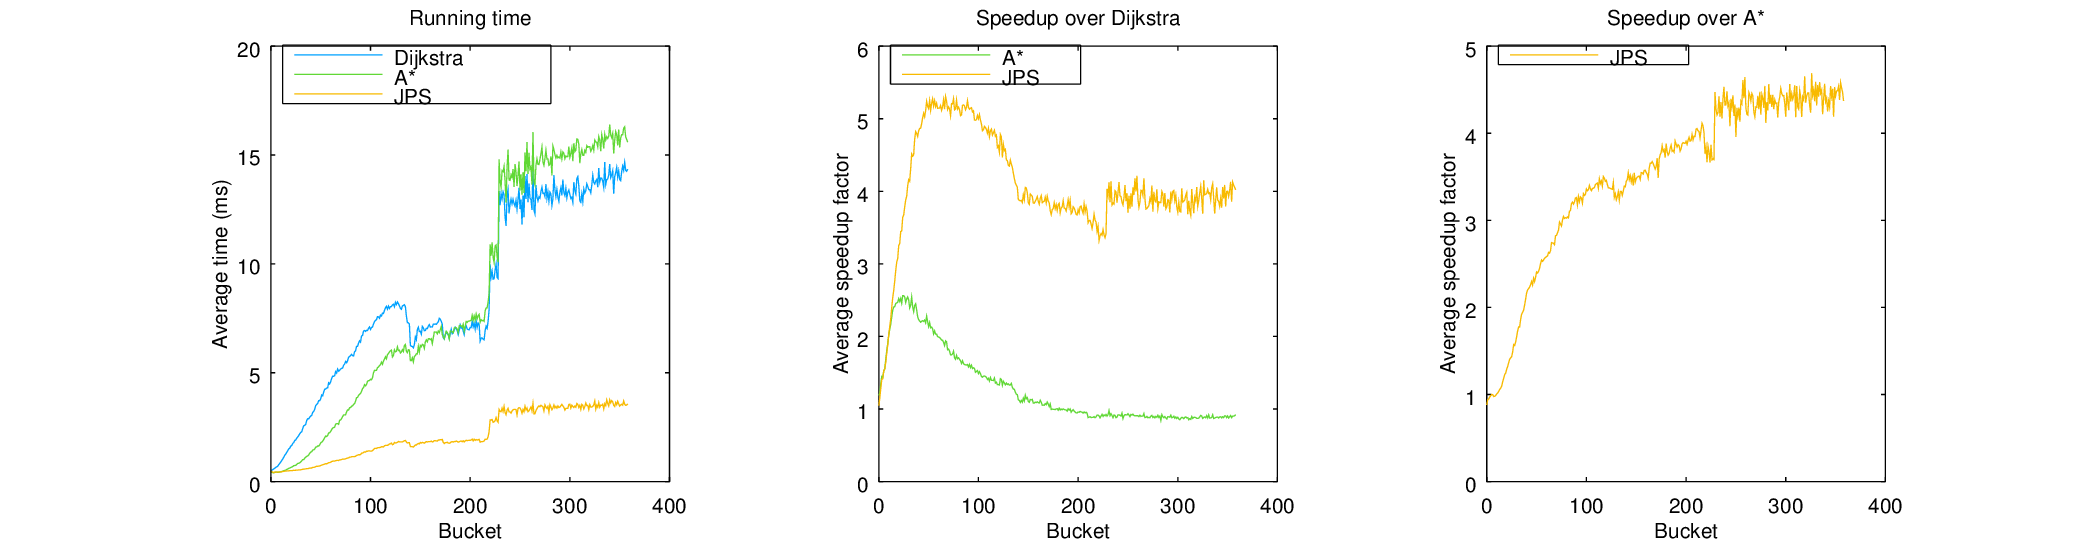 Running time
20
15
10
5
0
Average time (ms)
Dijkstra
A*
JPS
0 100 200 300 400
Bucket
Speedup over Dijkstra
6
5
4
3
2
1
0
Average speedup factor
A*
JPS
0 100 200 300 400
Bucket
Speedup over A*
5
4
3
2
1
0
Average speedup factor
JPS
0 100 200 300 400
Bucket